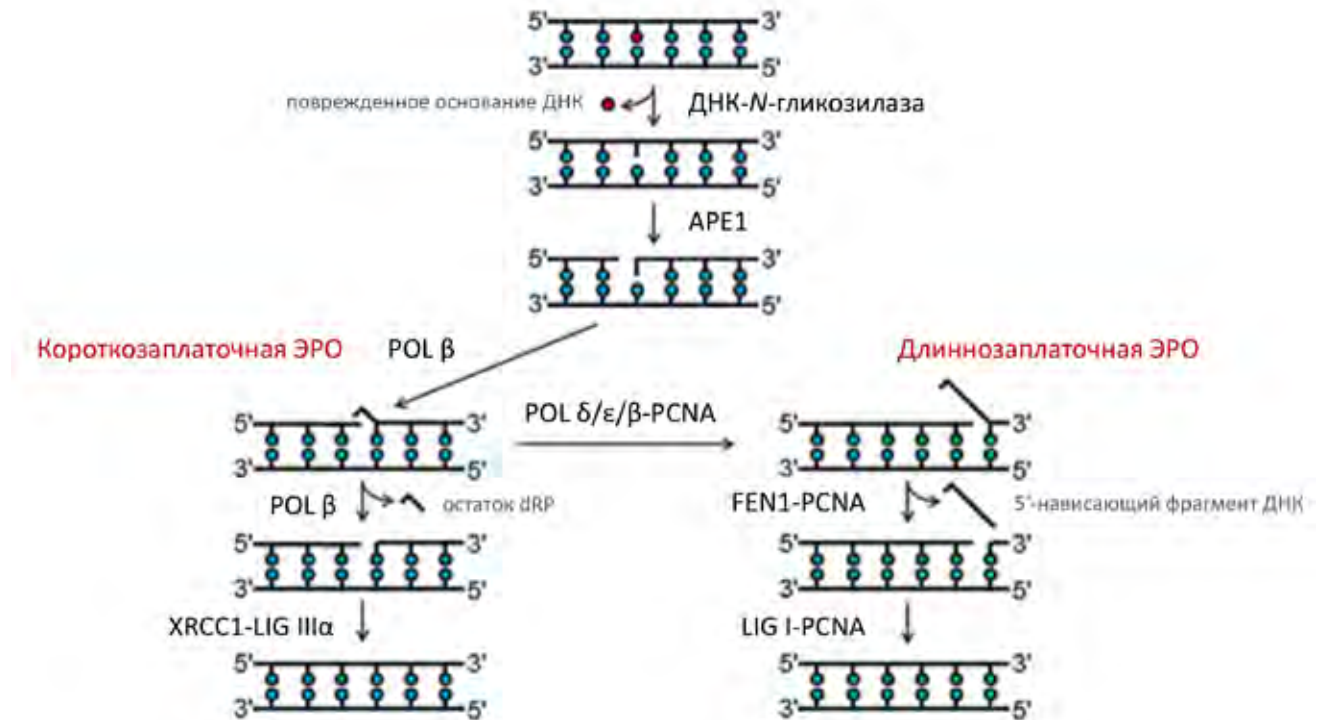 5' 3'
3' 5'
поврежденное основание ДНК ДНК-N-гликозилаза
5' 3'
3' 5'
APE1
5' 3'
3' 5'
Короткозаплаточная ЭРО POL β Длиннозаплаточная ЭРО
5' 3' POL δ/ε/β-PCNA 5' 3'
3' 5' 3' 5'
POL β остаток dRP FEN1-PCNA 5'-нависающий фрагмент ДНК
5' 3' 5' 3'
3' 5' 3' 5'
XRCC1-LIG IIIα LIG I-PCNA
5' 3' 5' 3'
3' 5' 3' 5'